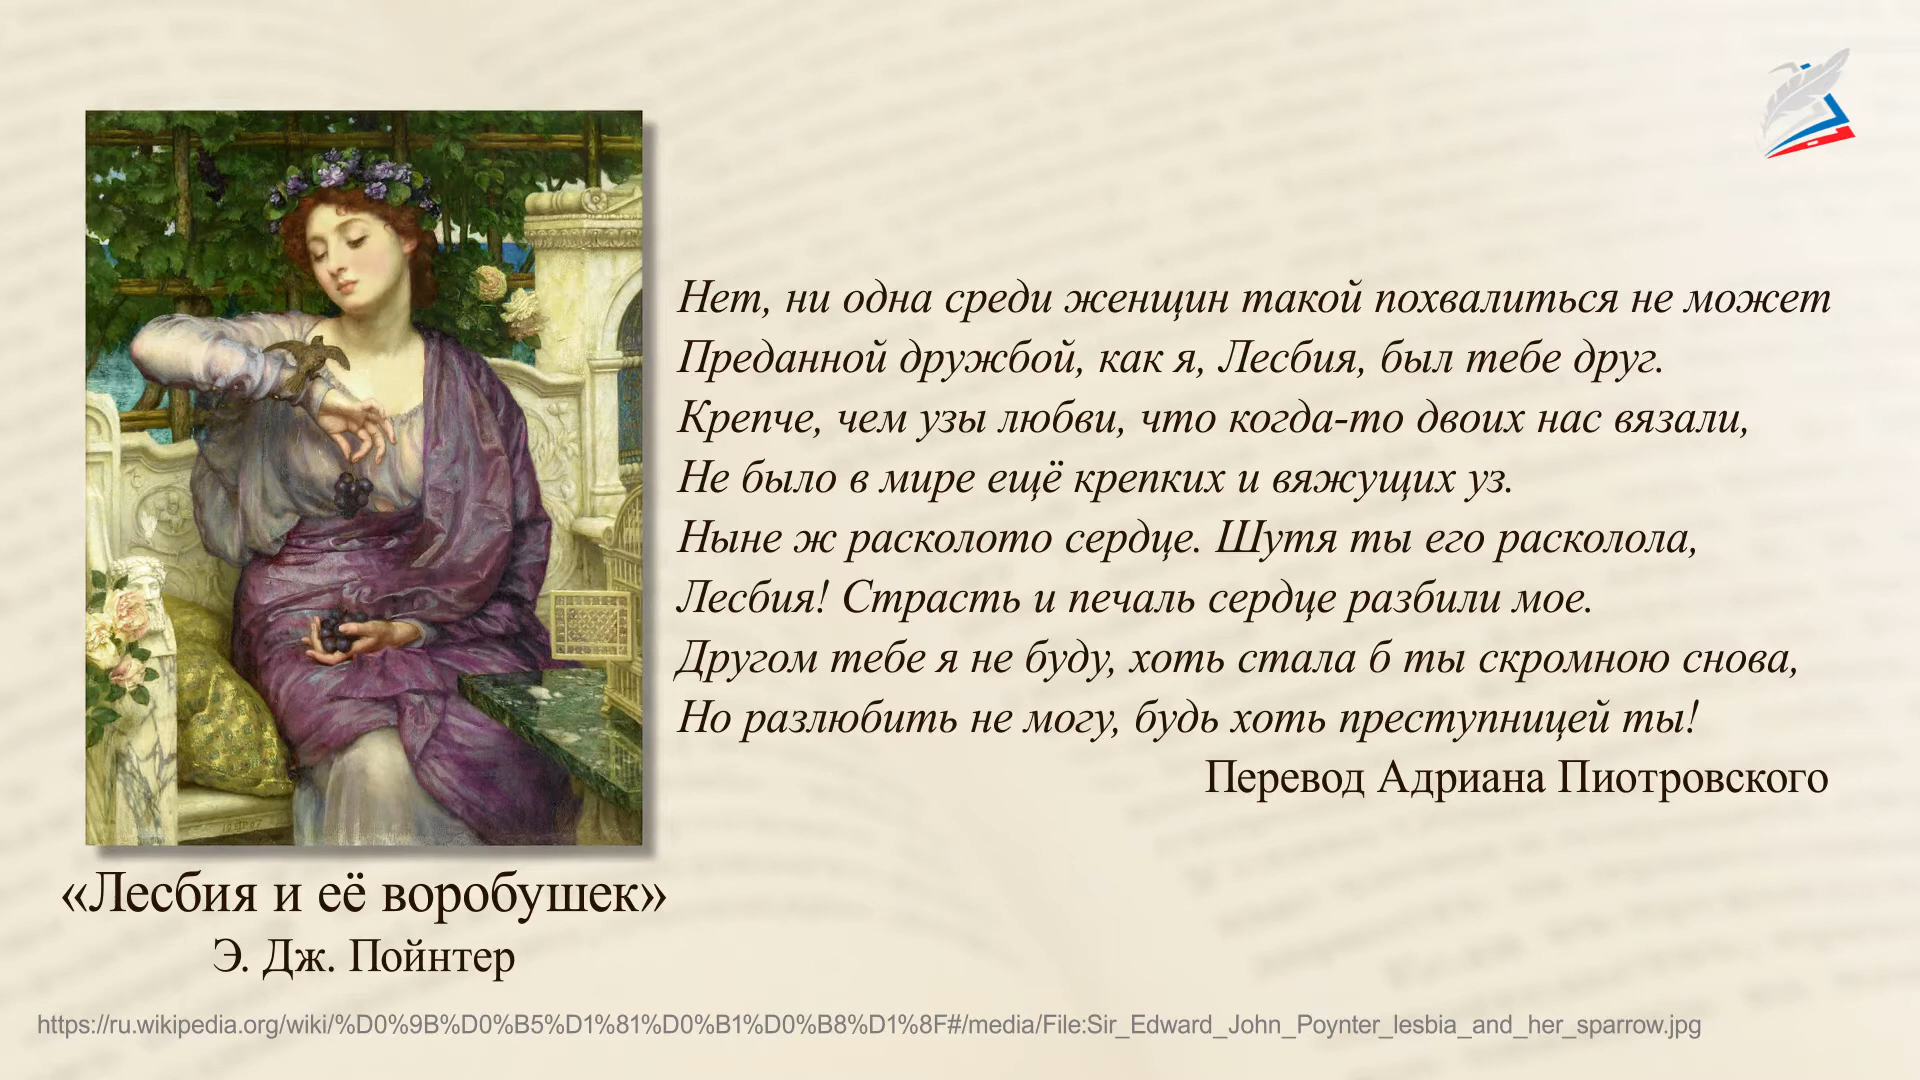 Нет, ни одна среди женщин такой похвалиться не может
Преданной дружбой, как я, Лесбия, был тебе друг.
Крепче, чем узы любви, что когда-то двоих нас вязали,
Не было в мире ещё крепких и вяжущих уз.
Ныне ж расколото сердце. Шутя ты его расколола,
Лесбия! Страсть и печаль сердце разбили мое.
Другом тебе я не буду, хоть стала б ты скромною снова,
Но разлюбить не могу, будь хоть преступницей ты!
Перевод Адриана Пиотровского
«Лесбия и её воробушек»
Э. Дж. Пойнтер
https://ru.wikipedia.org/wiki/%D0%9B%D0%B5%D1%81%D0%B1%D0%B8%D1%8F#/media/File:Sir_Edward_John_Poynter_lesbia_and_her_sparrow.jpg